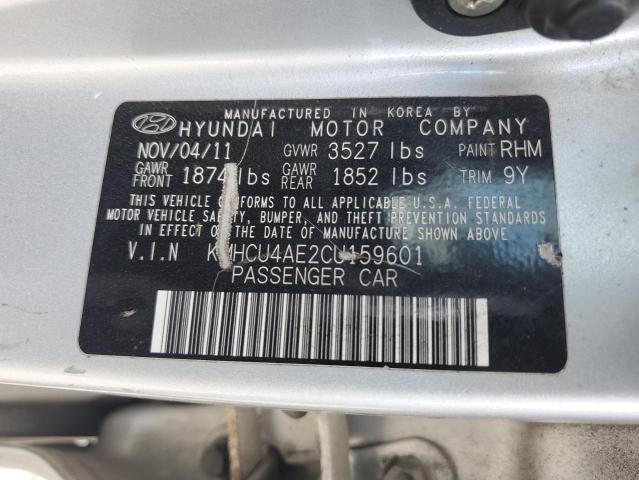 MANUFACTURED IN KOREA BY
HYUNDAI MOTOR COMPANY
NOV/04/11 GVWR 3527 lbs PAINT RHM
GAWR FRONT 1874 lbs GAWR REAR 1852 lbs TRIM 9Y
THIS VEHICLE CONFORMS TO ALL APPLICABLE U.S.A. FEDERAL
MOTOR VEHICLE SAFETY, BUMPER, AND THEFT PREVENTION STANDARDS
IN EFFECT ON THE DATE OF MANUFACTURE SHOWN ABOVE.
V.I.N KMHCU4AE2CU159601
PASSENGER CAR